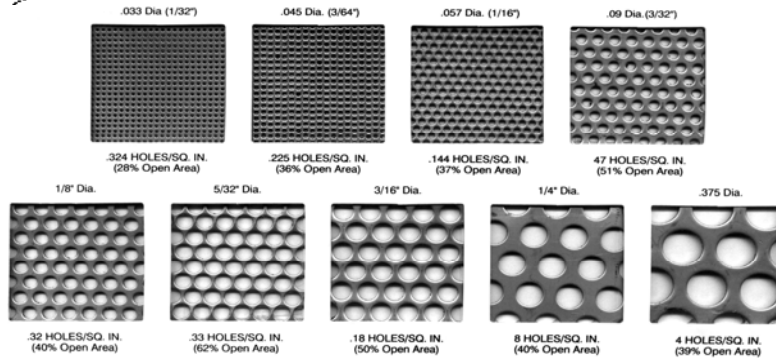 .033 Dia (1/32")
.045 Dia. (3/64")
.057 Dia. (1/16")
.09 Dia.(3/32")
.324 HOLES/SQ. IN.
(28% Open Area)
.225 HOLES/SQ. IN.
(36% Open Area)
.144 HOLES/SQ. IN.
(37% Open Area)
47 HOLES/SQ. IN.
(51% Open Area)
1/8" Dia.
5/32" Dia.
3/16" Dia.
1/4" Dia.
.375 Dia.
.32 HOLES/SQ. IN.
(40% Open Area)
.33 HOLES/SQ. IN.
(62% Open Area)
.18 HOLES/SQ. IN.
(50% Open Area)
8 HOLES/SQ. IN.
(40% Open Area)
4 HOLES/SQ. IN.
(39% Open Area)